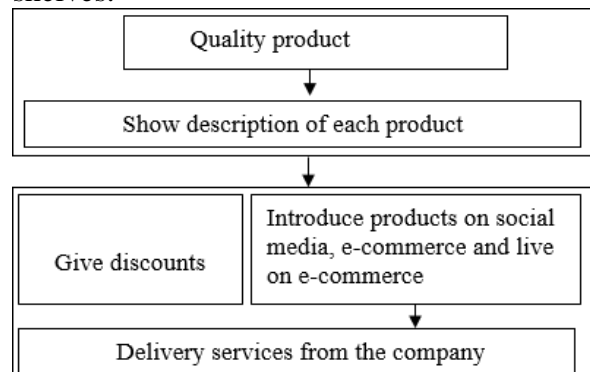 Quality product
Show description of each product
Give discounts
Introduce products on social
media, e-commerce and live
on e-commerce
Delivery services from the company